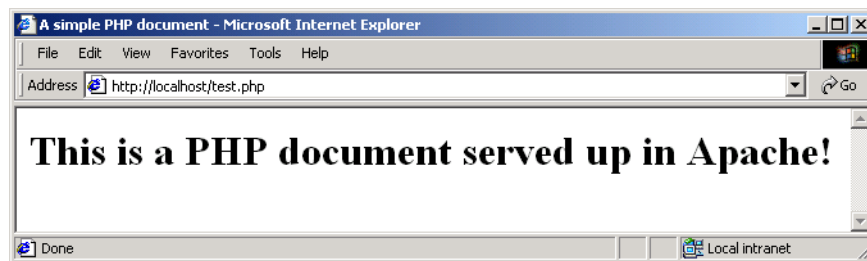 A simple PHP document - Microsoft Internet Explorer
File Edit View Favorites Tools Help
Address http://localhost/test.php Go
This is a PHP document served up in Apache!
Done Local intranet